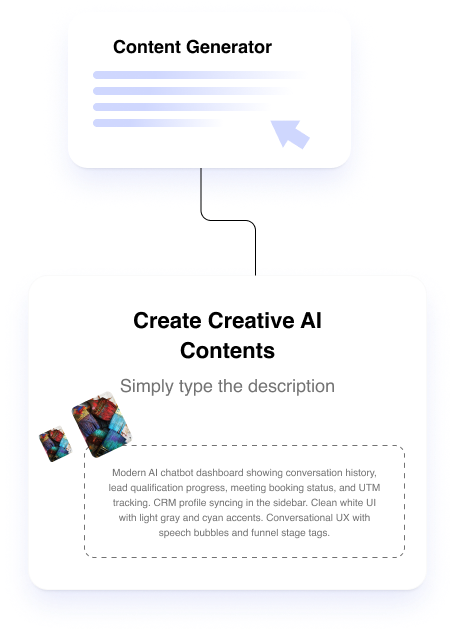 Content Generator
Create Creative AI
Contents
Simply type the description
Modern AI chatbot dashboard showing conversation history,
lead qualification progress, meeting booking status, and UTM
tracking. CRM profile syncing in the sidebar. Clean white UI
with light gray and cyan accents. Conversational UX with
speech bubbles and funnel stage tags.